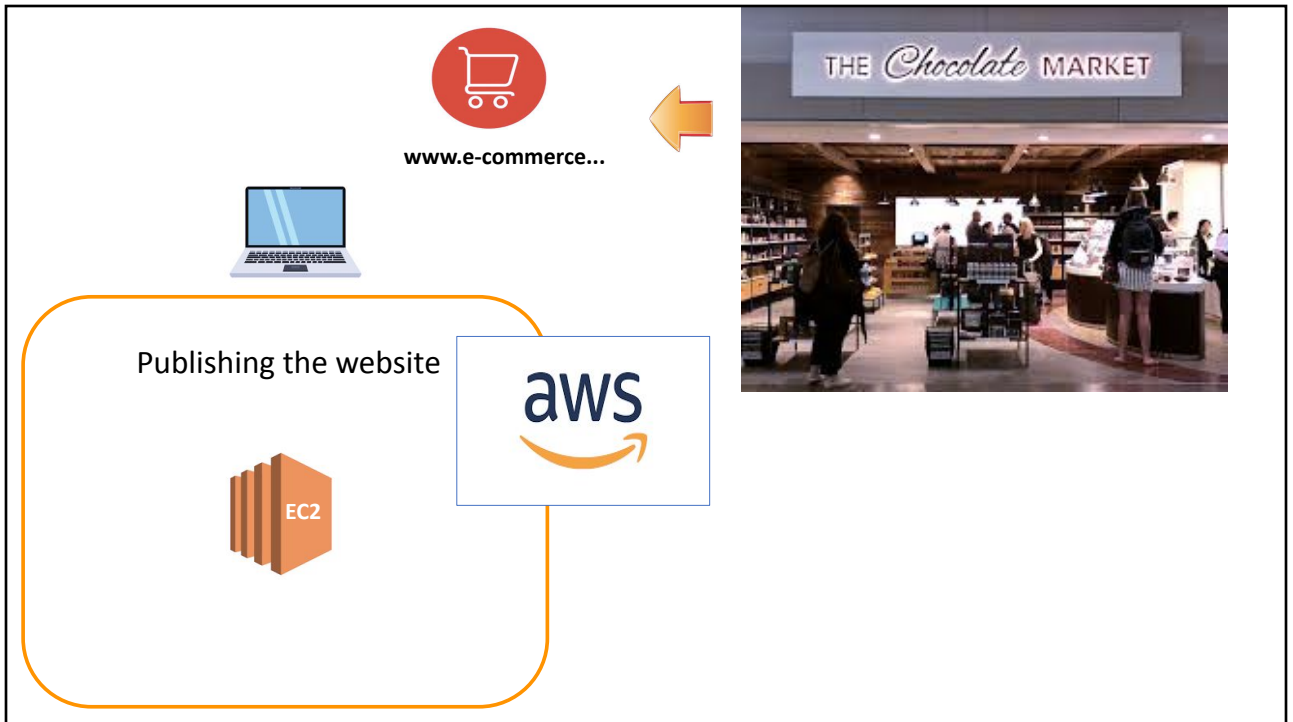 THE Chocolate MARKET
www.e-commerce...
Publishing the website
aws
EC2